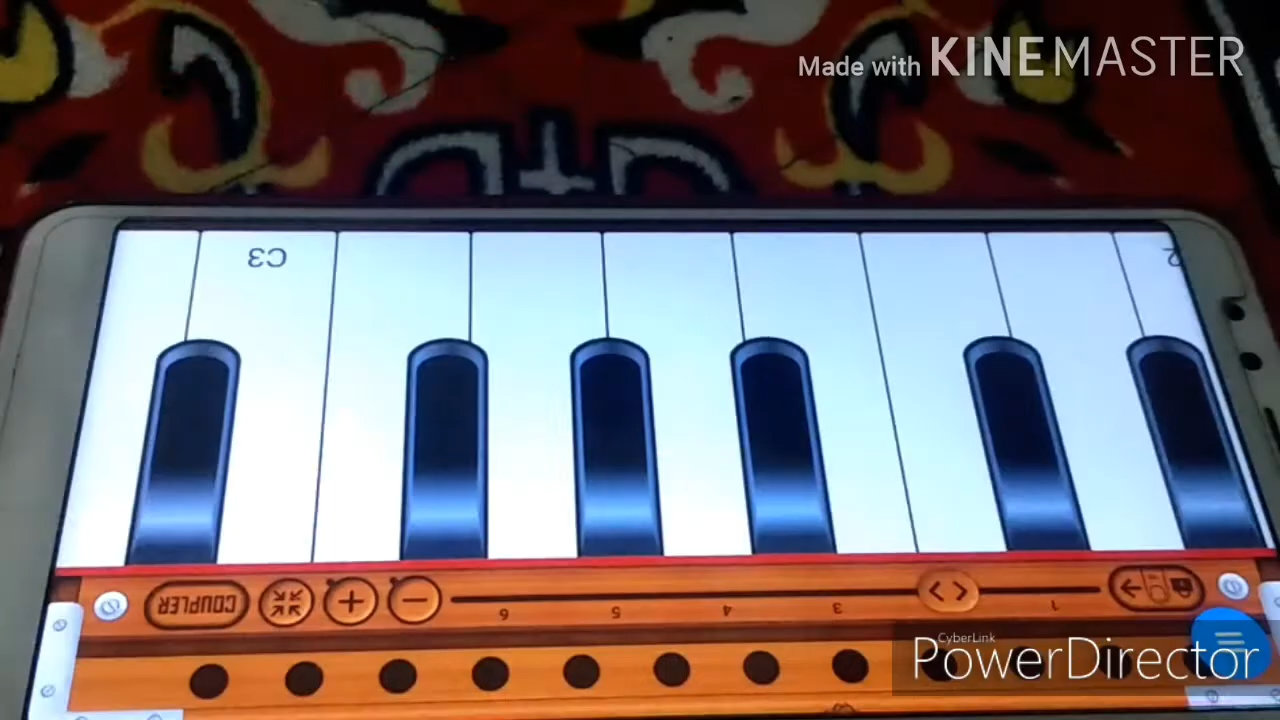 Made with KINEMASTER
C3
COUPLER
6 5 4 3 1
CyberLink
PowerDirector